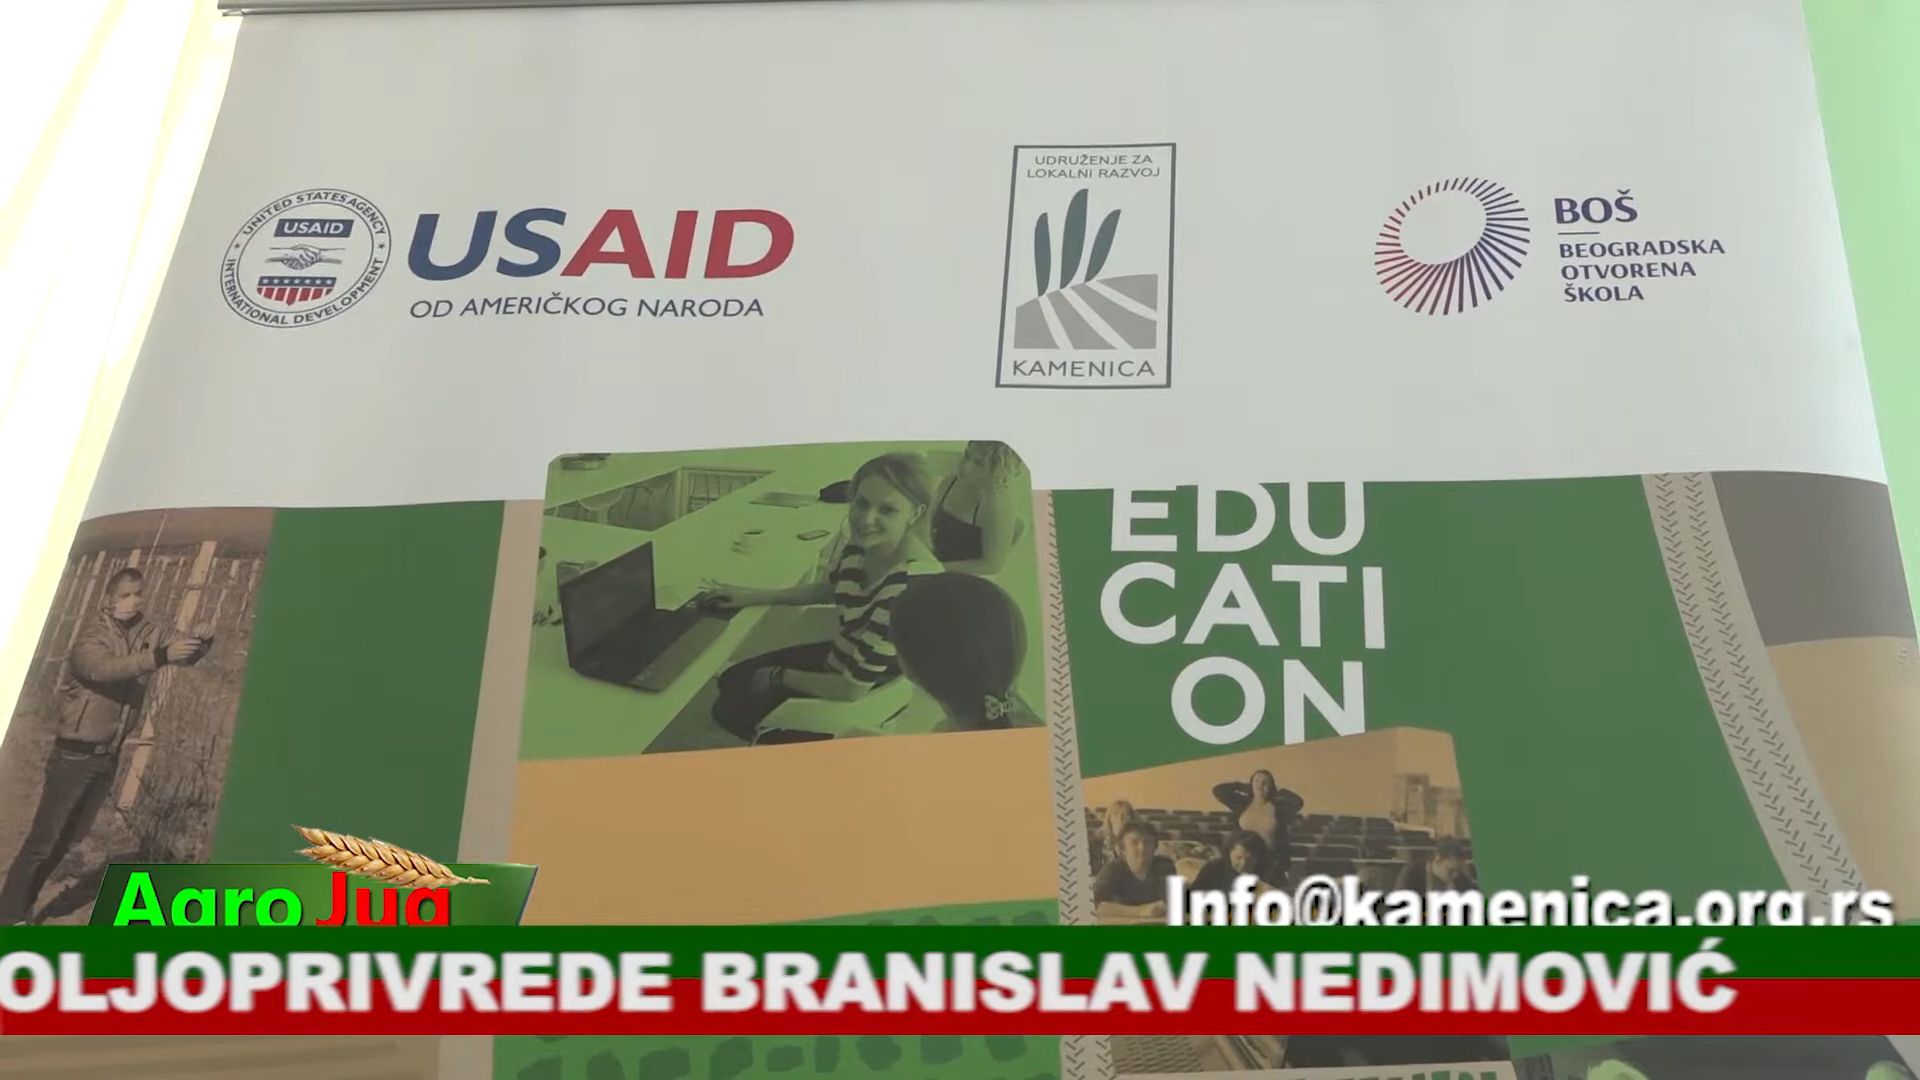 UNITED STATES AGENCY
INTERNATIONAL DEVELOPMENT
USAID
USAID
OD AMERIČKOG NARODA
UDRUŽENJE ZA
LOKALNI RAZVOJ
KAMENICA
BOŠ
BEOGRADSKA
OTVORENA
ŠKOLA
EDU
CATI
ON
Agro Jug
Info@kamenica.org.rs
OLJOPRIVREDE BRANISLAV NEDIMOVIĆ